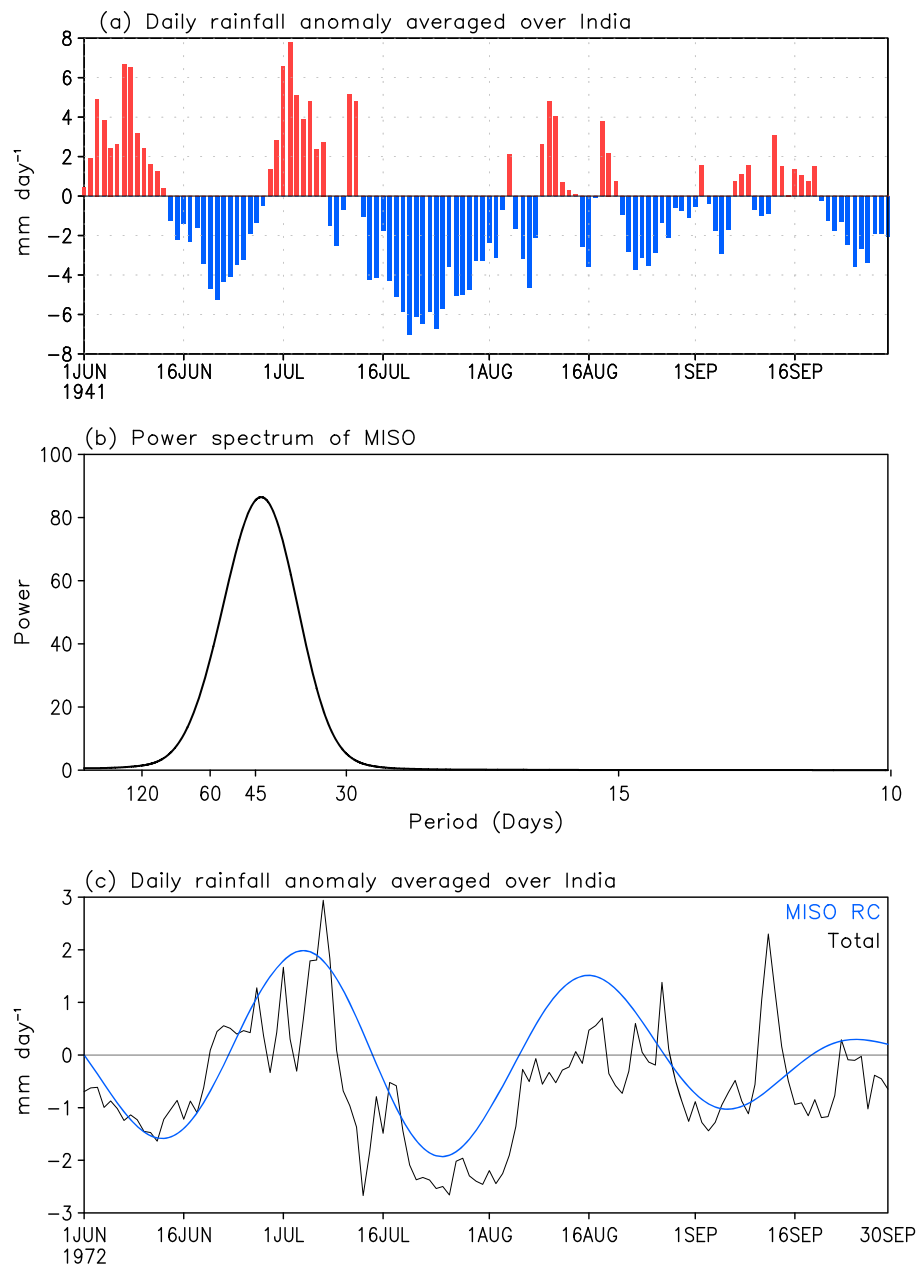 (a) Daily rainfall anomaly averaged over India
8
6
4
2
0
−2
−4
−6
−8
mm day⁻¹
1JUN 16JUN 1JUL 16JUL 1AUG 16AUG 1SEP 16SEP
1941
(b) Power spectrum of MISO
100
80
60
40
20
0
Power
120 60 45 30 15 10
Period (Days)
(c) Daily rainfall anomaly averaged over India
3
2
1
0
−1
−2
−3
mm day⁻¹
MISO RC
Total
1JUN 16JUN 1JUL 16JUL 1AUG 16AUG 1SEP 16SEP 30SEP
1972